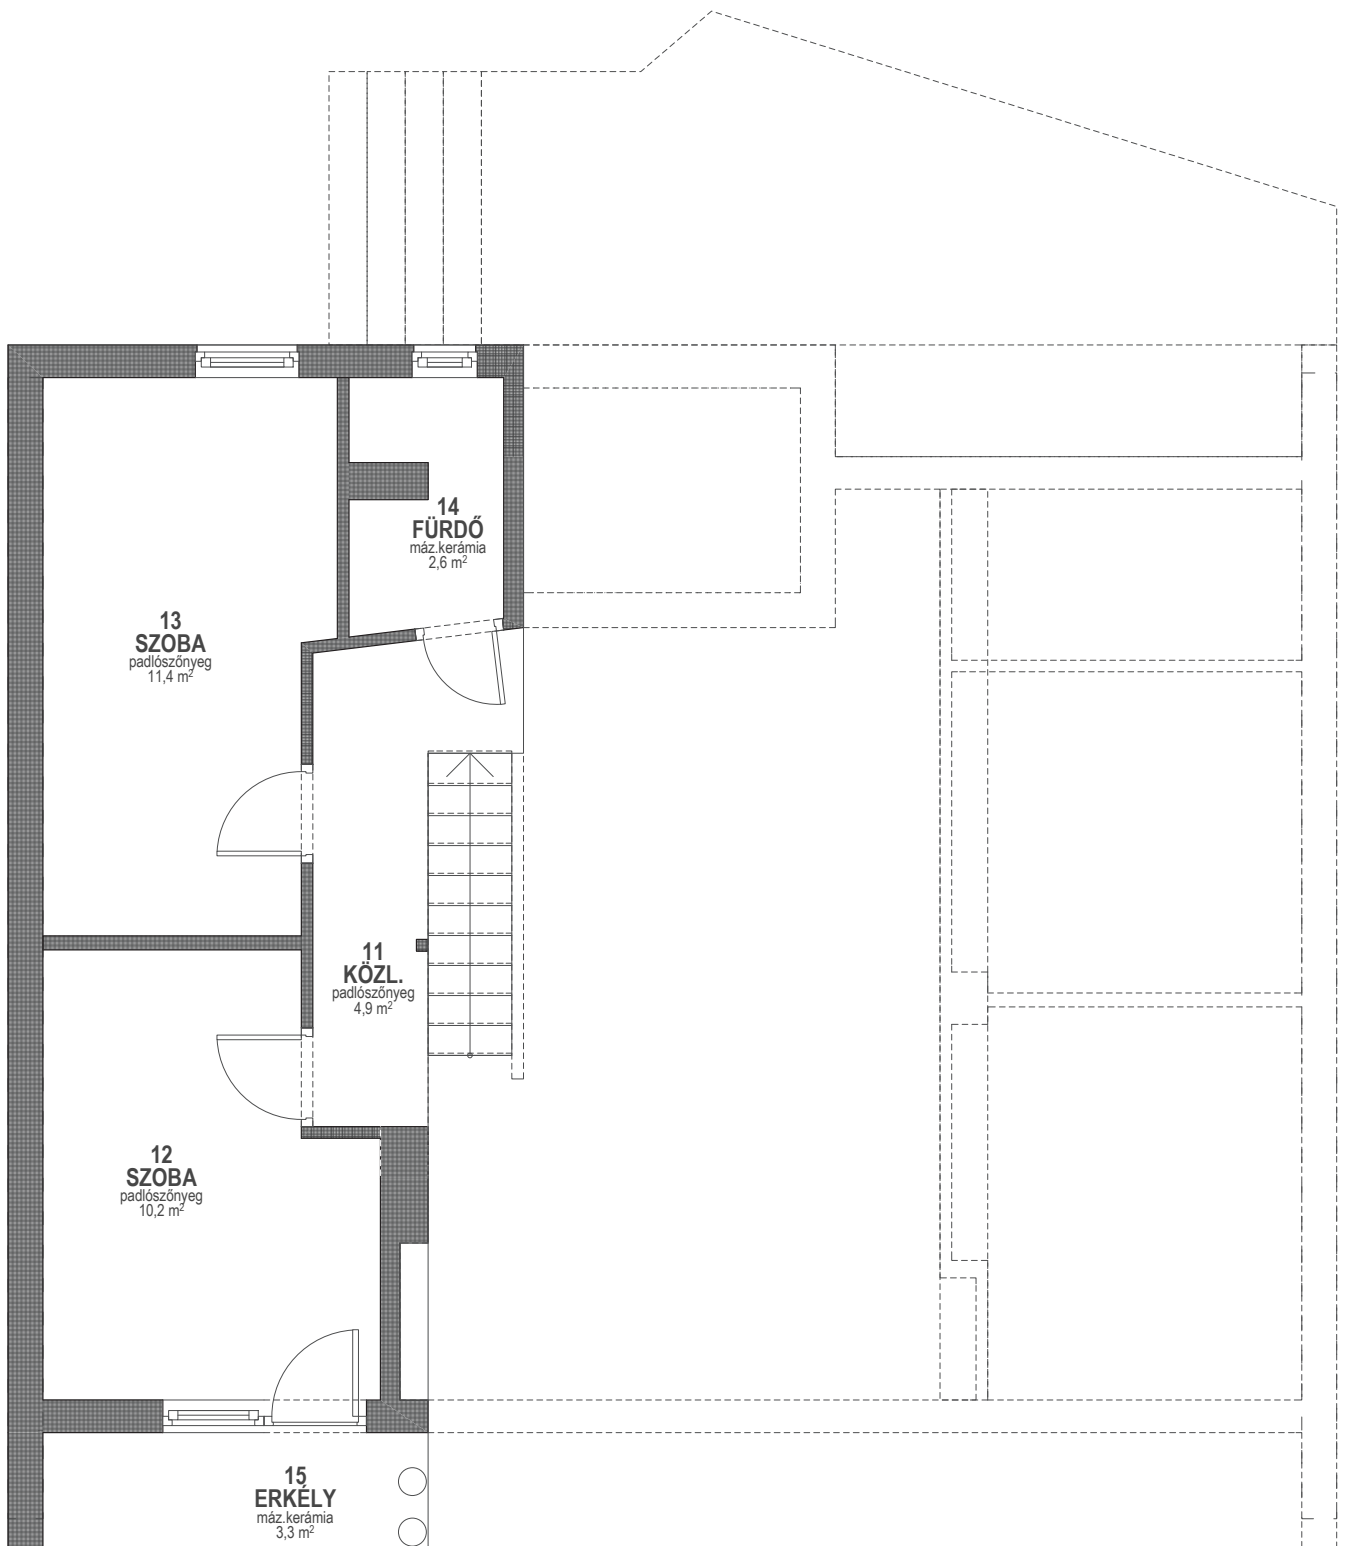 14
FÜRDŐ
máz.kerámia
2,6 m²
13
SZOBA
padlószőnyeg
11,4 m²
11
KÖZL.
padlószőnyeg
4,9 m²
12
SZOBA
padlószőnyeg
10,2 m²
15
ERKÉLY
máz.kerámia
3,3 m²